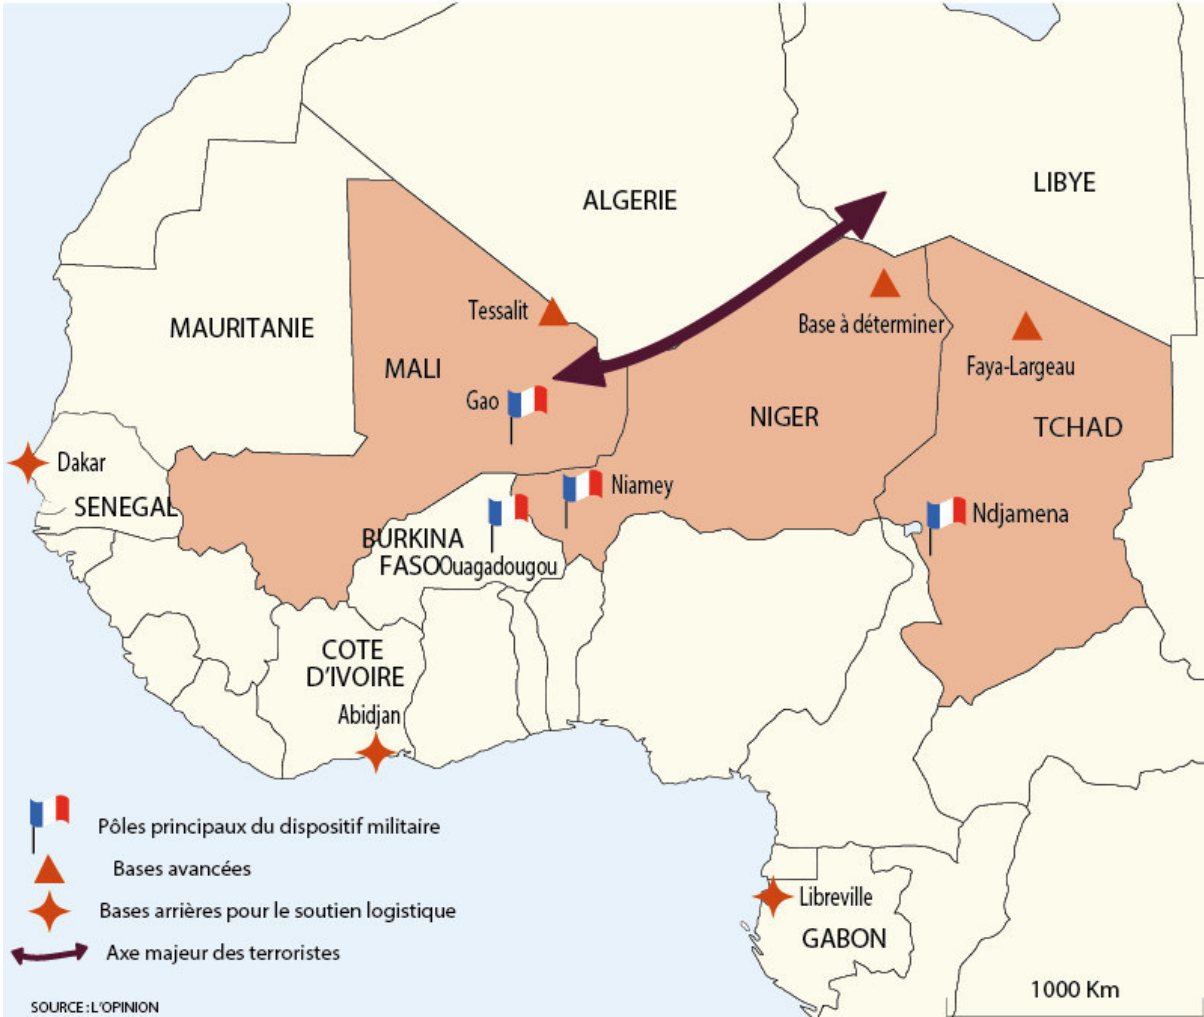 ALGERIE
LIBYE
Tessalit
MAURITANIE
Base à déterminer
MALI
Faya-Largeau
Gao
NIGER
TCHAD
Dakar
Niamey
SENEGAL
Ndjamena
BURKINA
FASO
Ouagadougou
COTE
D'IVOIRE
Abidjan
Pôles principaux du dispositif militaire
Bases avancées
Bases arrières pour le soutien logistique
Axe majeur des terroristes
Libreville
GABON
1000 Km
SOURCE : L'OPINION